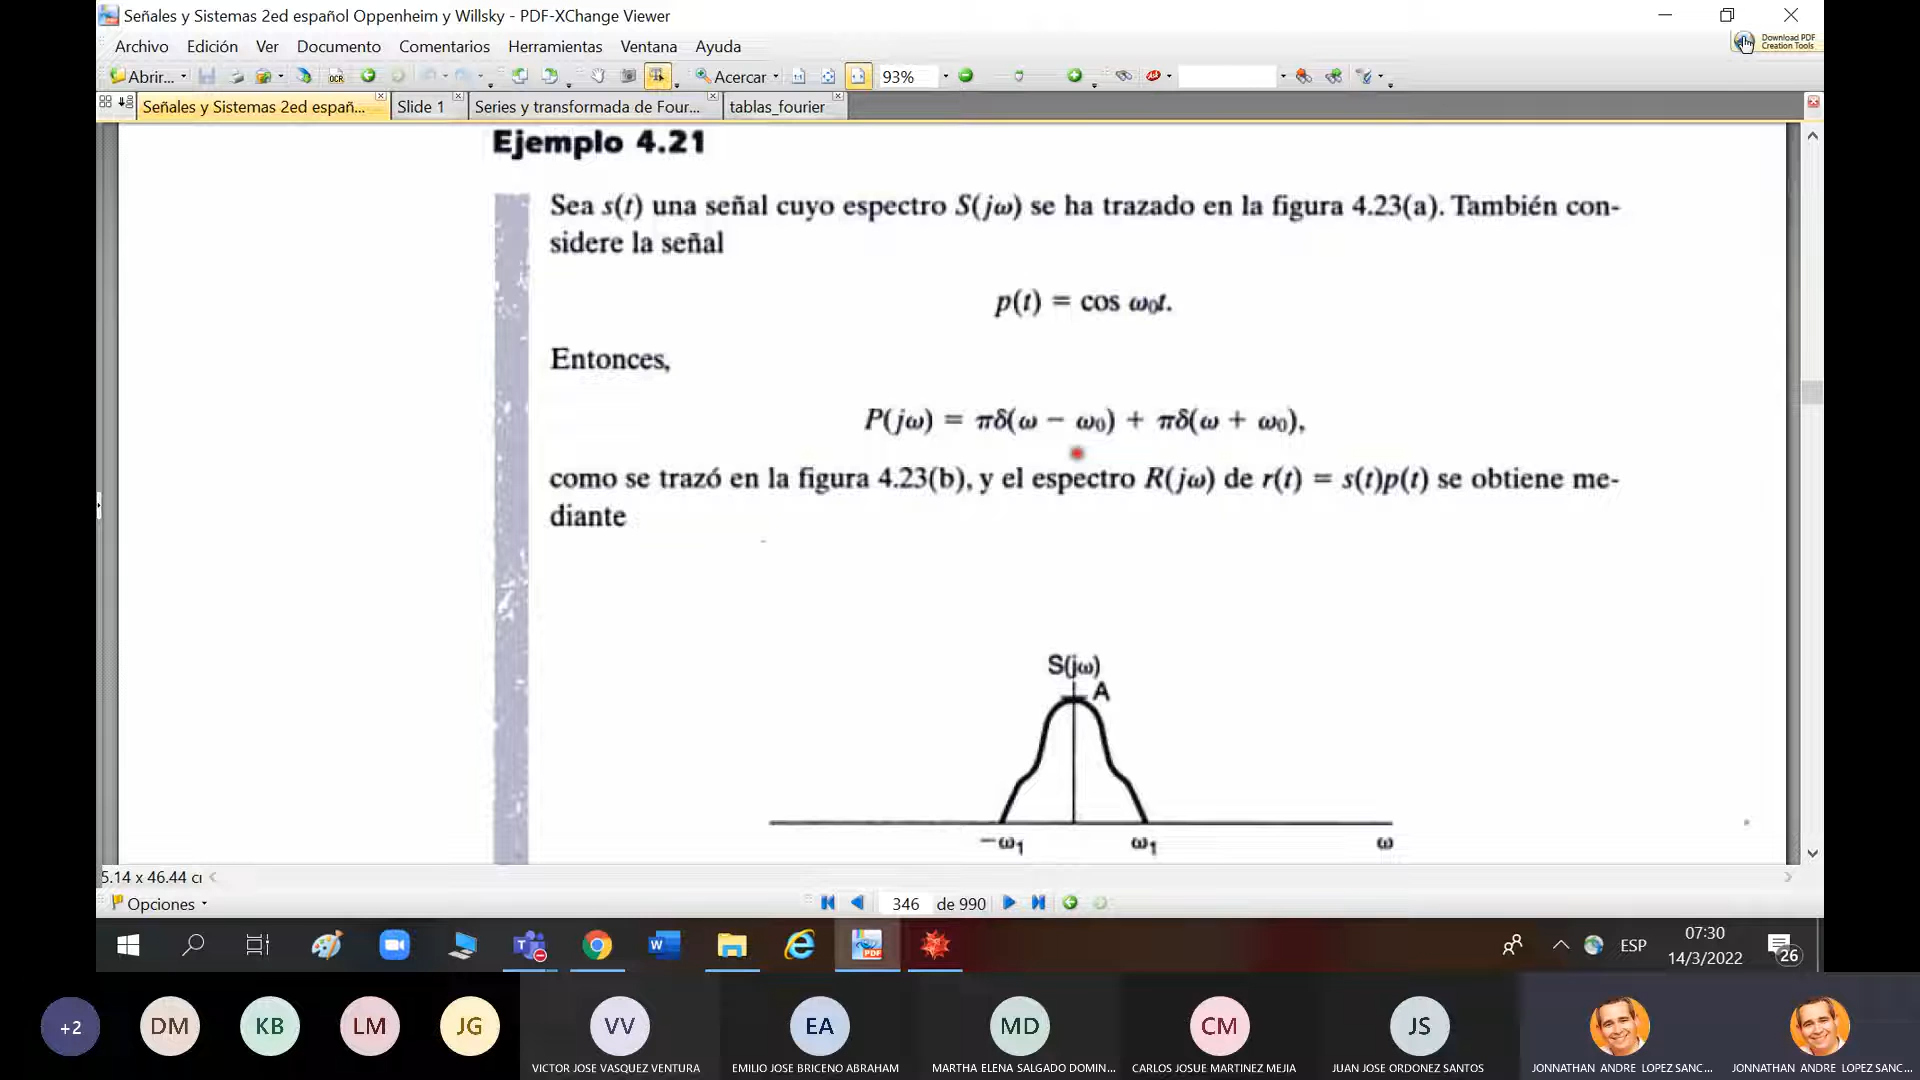 Señales y Sistemas 2ed español Oppenheim y Willsky - PDF-XChange Viewer
Download PDF
Creation Tools
Archivo Edición Ver Documento Comentarios Herramientas Ventana Ayuda
Abrir... OCR Acercar 93%
Señales y Sistemas 2ed españ... Slide 1 Series y transformada de Four... tablas_fourier
Ejemplo 4.21
Sea s(t) una señal cuyo espectro S(jω) se ha trazado en la figura 4.23(a). También con-
sidere la señal
p(t) = cos ω₀t.
Entonces,
P(jω) = πδ(ω − ω₀) + πδ(ω + ω₀),
como se trazó en la figura 4.23(b), y el espectro R(jω) de r(t) = s(t)p(t) se obtiene me-
diante
S(jω)
A
−ω₁ ω₁ ω
5.14 x 46.44 cı
Opciones 346 de 990
ESP 07:30
14/3/2022 26
+2 DM KB LM JG VV EA MD CM JS
VICTOR JOSE VASQUEZ VENTURA EMILIO JOSE BRICENO ABRAHAM MARTHA ELENA SALGADO DOMIN... CARLOS JOSUE MARTINEZ MEJIA JUAN JOSE ORDONEZ SANTOS JONNATHAN ANDRE LOPEZ SANC... JONNATHAN ANDRE LOPEZ SANC...